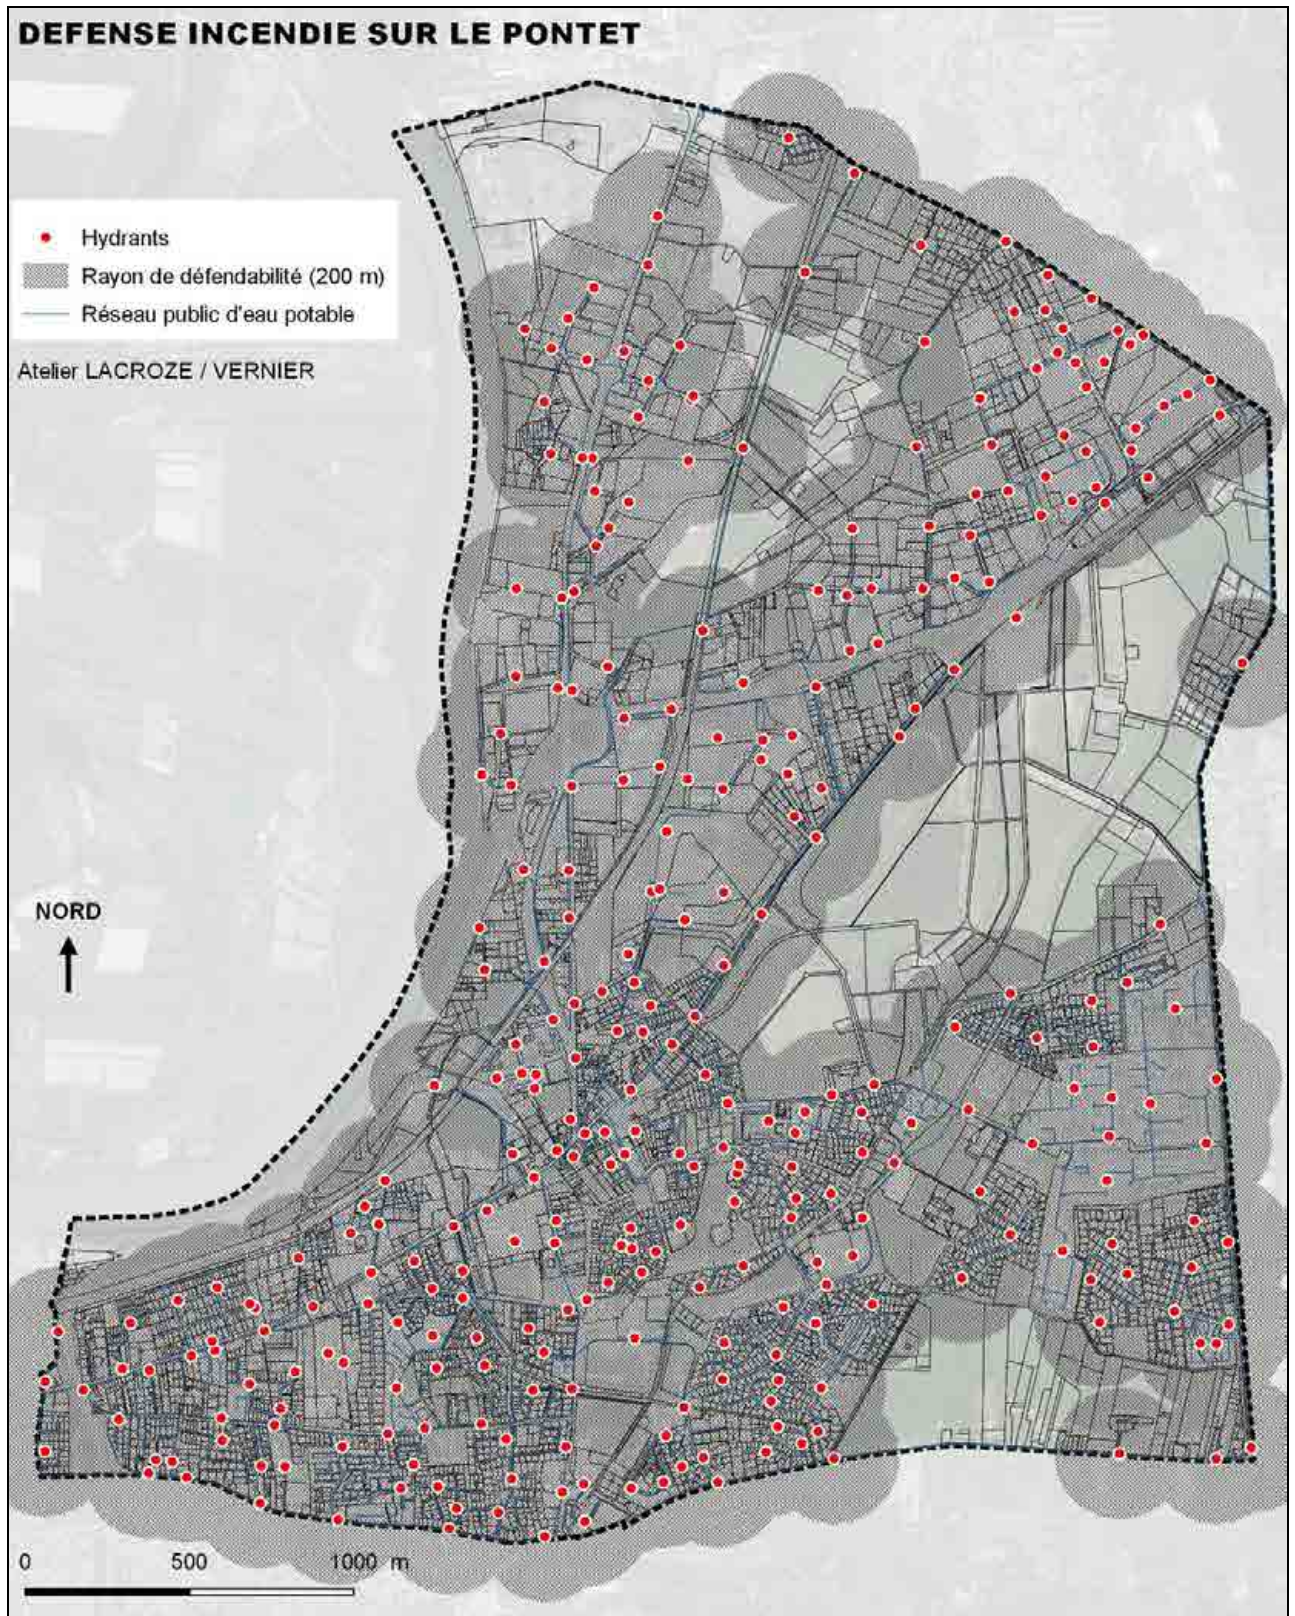 DEFENSE INCENDIE SUR LE PONTET
Hydrants
Rayon de défendabilité (200 m)
Réseau public d'eau potable
Atelier LACROZE / VERNIER
NORD
0 500 1000 m